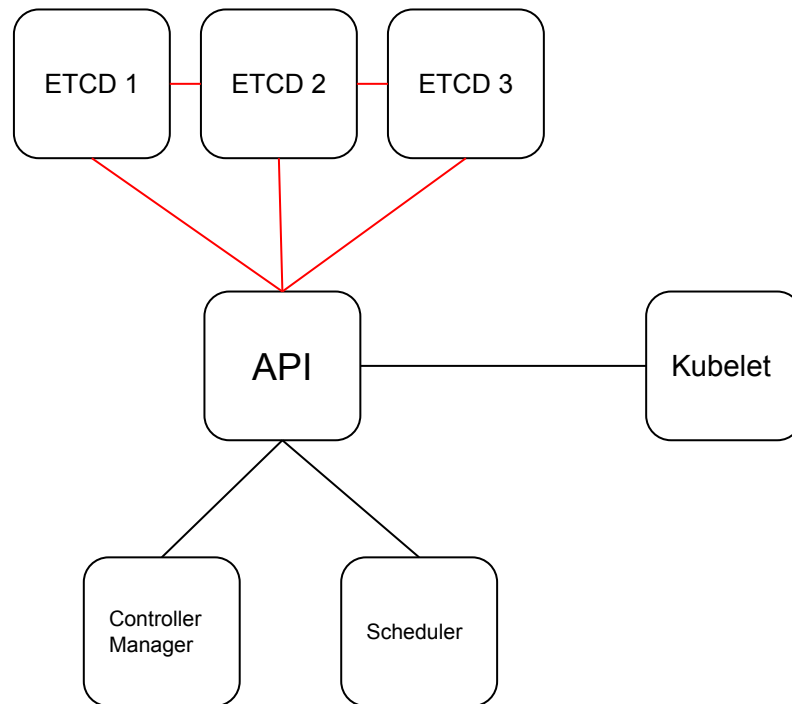 ETCD 1
ETCD 2
ETCD 3
API
Kubelet
Controller
Manager
Scheduler